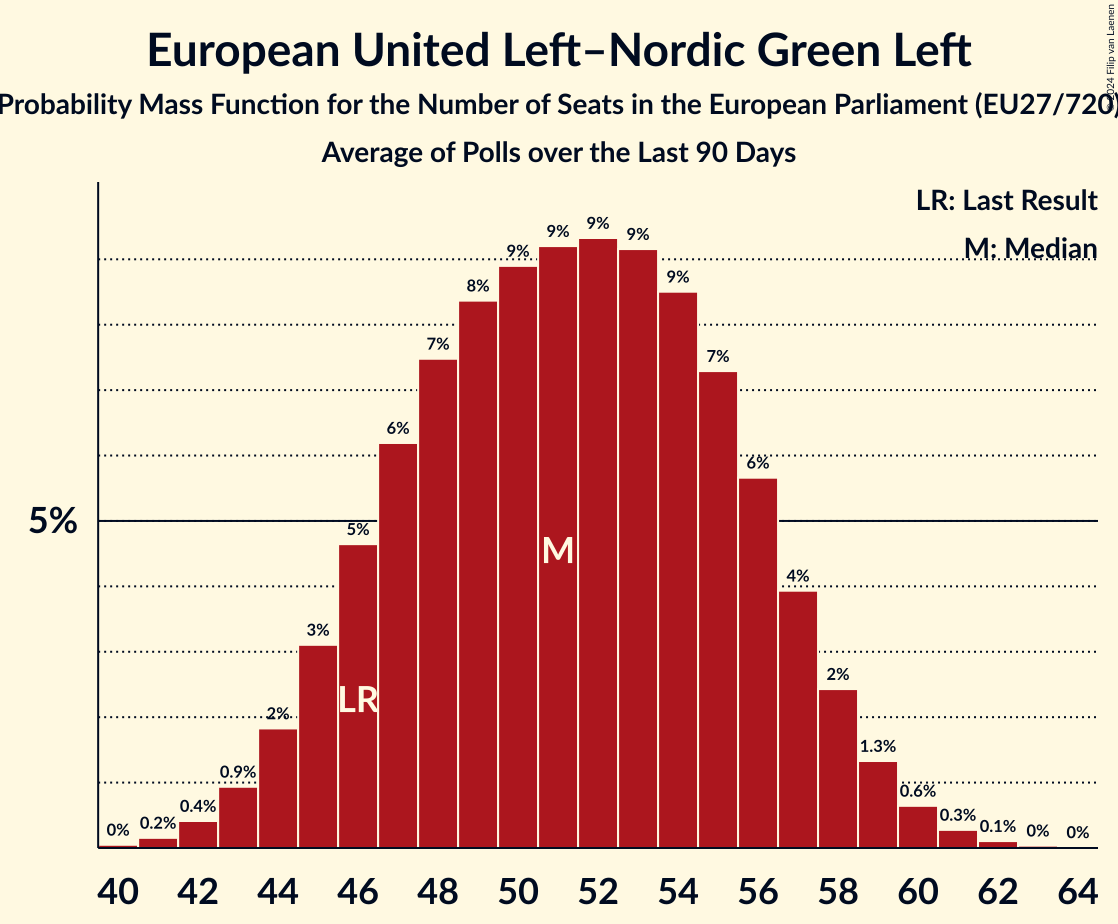 European United Left–Nordic Green Left
Probability Mass Function for the Number of Seats in the European Parliament (EU27/720)
Average of Polls over the Last 90 Days
©2024 Filip van Laenen
LR: Last Result
M: Median
5%
0%
0.2%
0.4%
0.9%
2%
3%
5%
6%
7%
8%
9%
9%
9%
9%
9%
7%
6%
4%
2%
1.3%
0.6%
0.3%
0.1%
0%
0%
LR
M
40 42 44 46 48 50 52 54 56 58 60 62 64